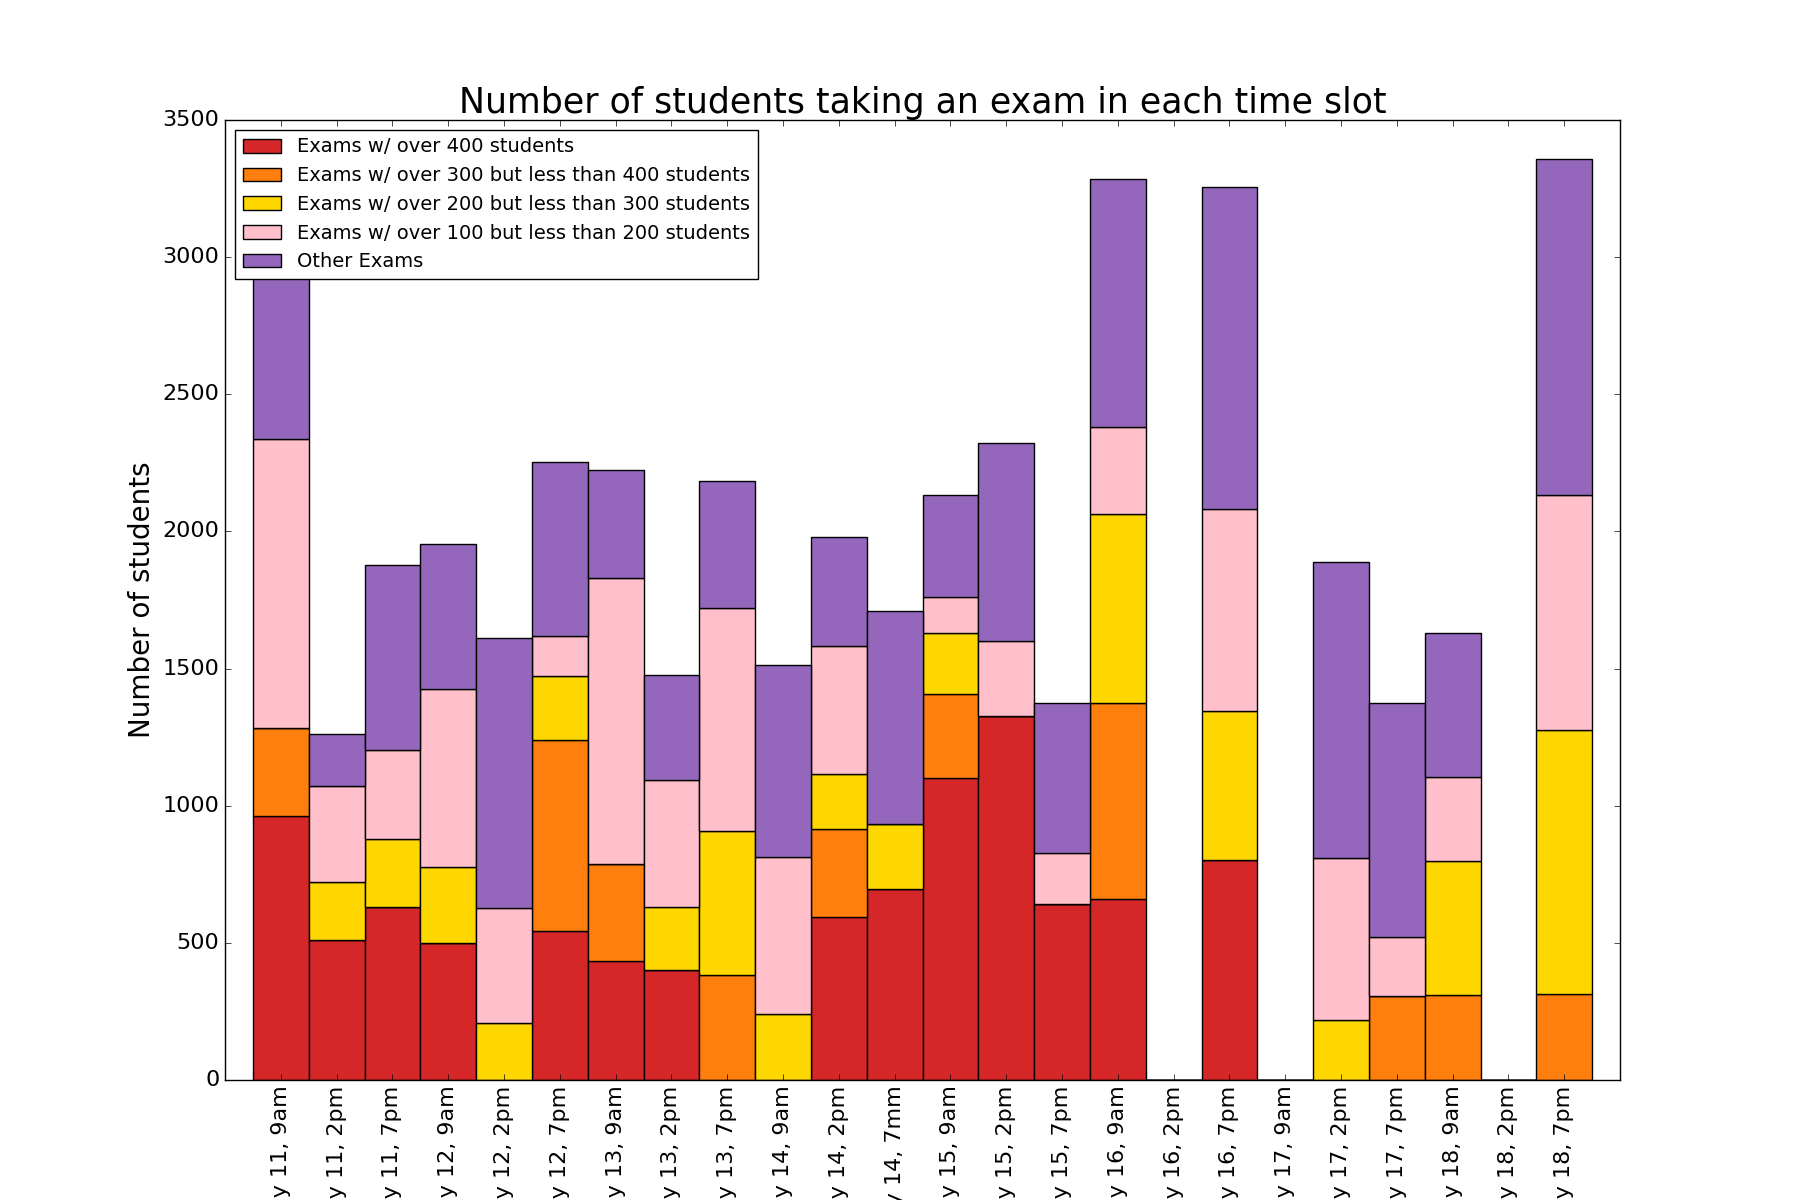 Number of students taking an exam in each time slot
Exams w/ over 400 students
Exams w/ over 300 but less than 400 students
Exams w/ over 200 but less than 300 students
Exams w/ over 100 but less than 200 students
Other Exams
Number of students
3500
3000
2500
2000
1500
1000
500
0
y 11, 9am
y 11, 2pm
y 11, 7pm
y 12, 9am
y 12, 2pm
y 12, 7pm
y 13, 9am
y 13, 2pm
y 13, 7pm
y 14, 9am
y 14, 2pm
y 14, 7mm
y 15, 9am
y 15, 2pm
y 15, 7pm
y 16, 9am
y 16, 2pm
y 16, 7pm
y 17, 9am
y 17, 2pm
y 17, 7pm
y 18, 9am
y 18, 2pm
y 18, 7pm